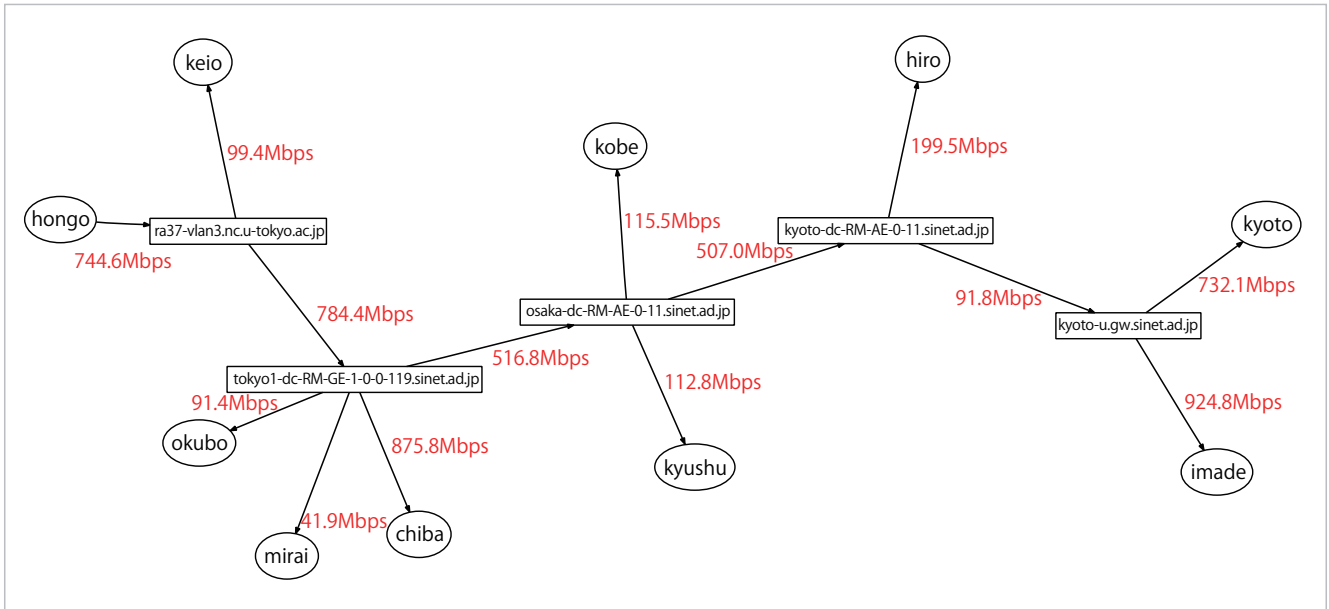 keio
hiro
kobe
99.4Mbps
199.5Mbps
hongo
ra37-vlan3.nc.u-tokyo.ac.jp
115.5Mbps
kyoto-dc-RM-AE-0-11.sinet.ad.jp
kyoto
744.6Mbps
507.0Mbps
784.4Mbps
91.8Mbps
732.1Mbps
osaka-dc-RM-AE-0-11.sinet.ad.jp
kyoto-u.gw.sinet.ad.jp
516.8Mbps
tokyo1-dc-RM-GE-1-0-0-119.sinet.ad.jp
112.8Mbps
91.4Mbps
924.8Mbps
okubo
875.8Mbps
kyushu
imade
41.9Mbps
chiba
mirai